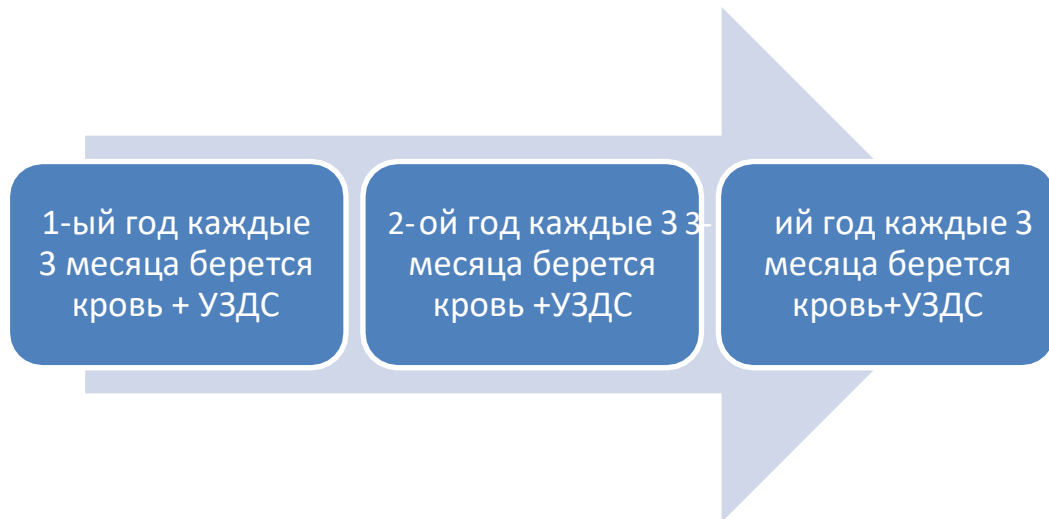 1-ый год каждые
3 месяца берется
кровь + УЗДС
2-ой год каждые 3
месяца берется
кровь +УЗДС
3-ий год каждые 3
месяца берется
кровь+УЗДС